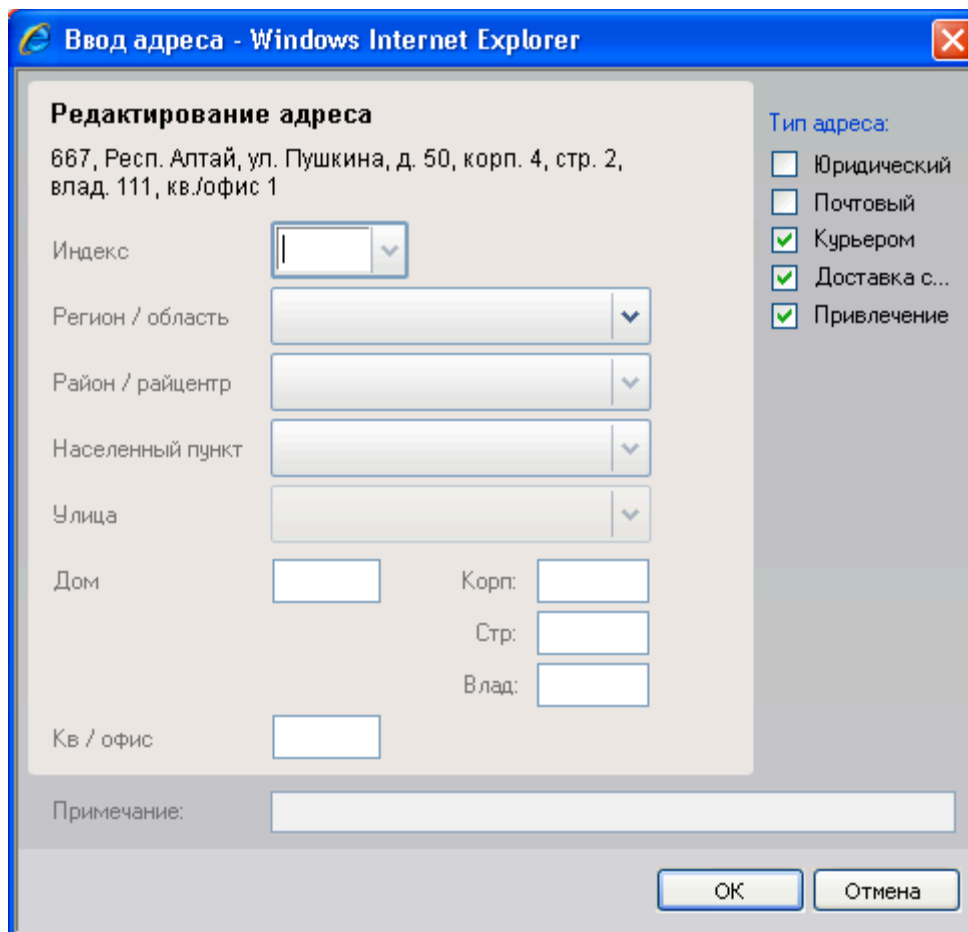 Ввод адреса - Windows Internet Explorer
Редактирование адреса
667, Респ. Алтай, ул. Пушкина, д. 50, корп. 4, стр. 2,
влад. 111, кв./офис 1
Индекс
Регион / область
Район / райцентр
Населенный пункт
Улица
Дом
Корп:
Стр:
Влад:
Кв / офис
Тип адреса:
Юридический
Почтовый
Курьером
Доставка с...
Привлечение
Примечание:
ОК
Отмена